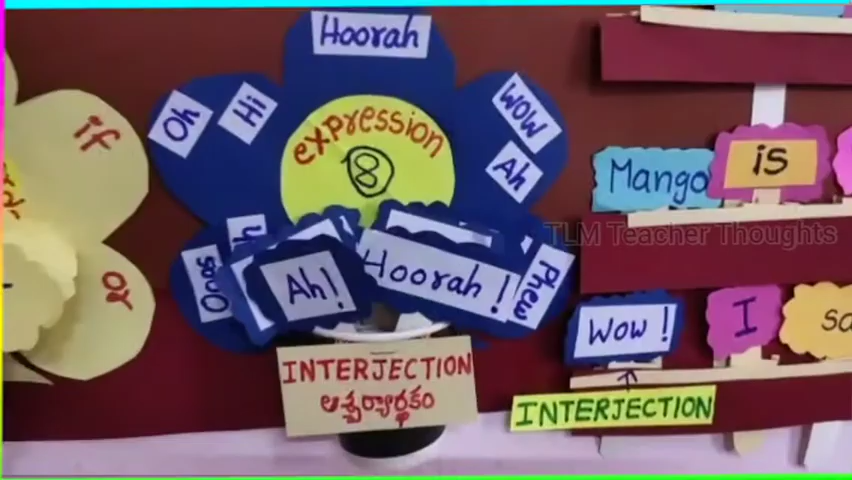 if
or
Hoorah
Oh
Hi
WOW
Ah
expression
8
Phew
Ah!
Hoorah!
INTERJECTION
ఆశ్చర్యార్థకం
Mango is
TLM Teacher Thoughts
Wow! I
INTERJECTION